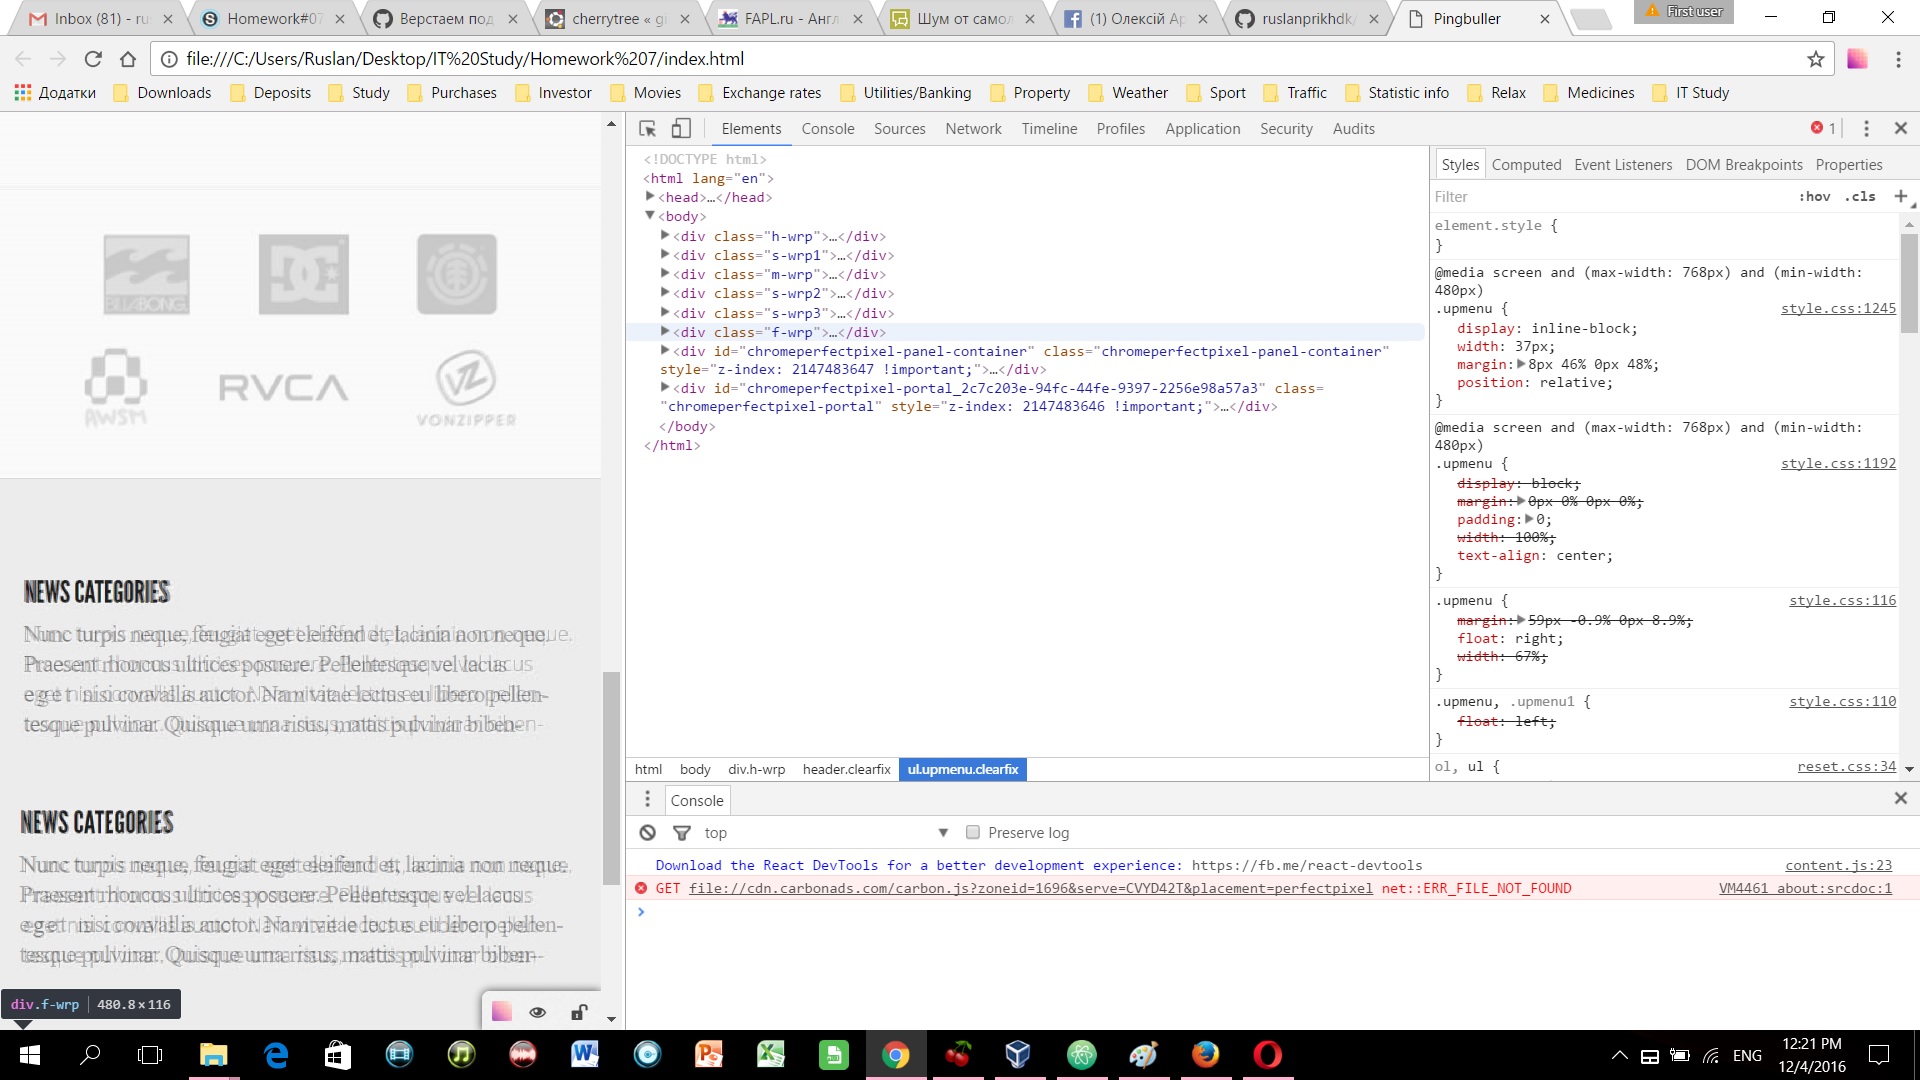 Inbox (81) - ru
Homework#07
Верстаем под
cherrytree « gi
FAPL.ru - Англ
Шум от самол
(1) Олексій Ар
ruslanprikhdk/
Pingbuller
First user
file:///C:/Users/Ruslan/Desktop/IT%20Study/Homework%207/index.html
Додатки Downloads Deposits Study Purchases Investor Movies Exchange rates Utilities/Banking Property Weather Sport Traffic Statistic info Relax Medicines IT Study
BILLABONG
DC
AWSM
RVCA
VZ
VONZIPPER
NEWS CATEGORIES
Nunc turpis neque, feugiat eget eleifend et, lacinia non neque.
Praesent rhoncus ultrices posuere. Pellentesque vel lacus
eget nisi convallis auctor. Nam vitae lectus eu libero pellen-
tesque pulvinar. Quisque urna risus, mattis pulvinar biben-
NEWS CATEGORIES
Nunc turpis neque, feugiat eget eleifend et, lacinia non neque.
Praesent rhoncus ultrices posuere. Pellentesque vel lacus
eget nisi convallis auctor. Nam vitae lectus eu libero pellen-
tesque pulvinar. Quisque urna risus, mattis pulvinar biben-
div.f-wrp 480.8×116
Elements Console Sources Network Timeline Profiles Application Security Audits 1
<!DOCTYPE html>
<html lang="en">
<head>…</head>
<body>
<div class="h-wrp">…</div>
<div class="s-wrp1">…</div>
<div class="m-wrp">…</div>
<div class="s-wrp2">…</div>
<div class="s-wrp3">…</div>
<div class="f-wrp">…</div>
<div id="chromeperfectpixel-panel-container" class="chromeperfectpixel-panel-container"
style="z-index: 2147483647 !important;">…</div>
<div id="chromeperfectpixel-portal_2c7c203e-94fc-44fe-9397-2256e98a57a3" class=
"chromeperfectpixel-portal" style="z-index: 2147483646 !important;">…</div>
</body>
</html>
html body div.h-wrp header.clearfix ul.upmenu.clearfix
Styles Computed Event Listeners DOM Breakpoints Properties
Filter :hov .cls +
element.style {
}
@media screen and (max-width: 768px) and (min-width:
480px)
.upmenu { style.css:1245
display: inline-block;
width: 37px;
margin: 8px 46% 0px 48%;
position: relative;
}
@media screen and (max-width: 768px) and (min-width:
480px)
.upmenu { style.css:1192
display: block;
margin: 0px 0% 0px 0%;
padding: 0;
width: 100%;
text-align: center;
}
.upmenu { style.css:116
margin: 59px -0.9% 0px 8.9%;
float: right;
width: 67%;
}
.upmenu, .upmenu1 { style.css:110
float: left;
}
ol, ul { reset.css:34
Console
top Preserve log
Download the React DevTools for a better development experience: https://fb.me/react-devtools content.js:23
GET file://cdn.carbonads.com/carbon.js?zoneid=1696&serve=CVYD42T&placement=perfectpixel net::ERR_FILE_NOT_FOUND VM4461 about:srcdoc:1
ENG
12:21 PM
12/4/2016